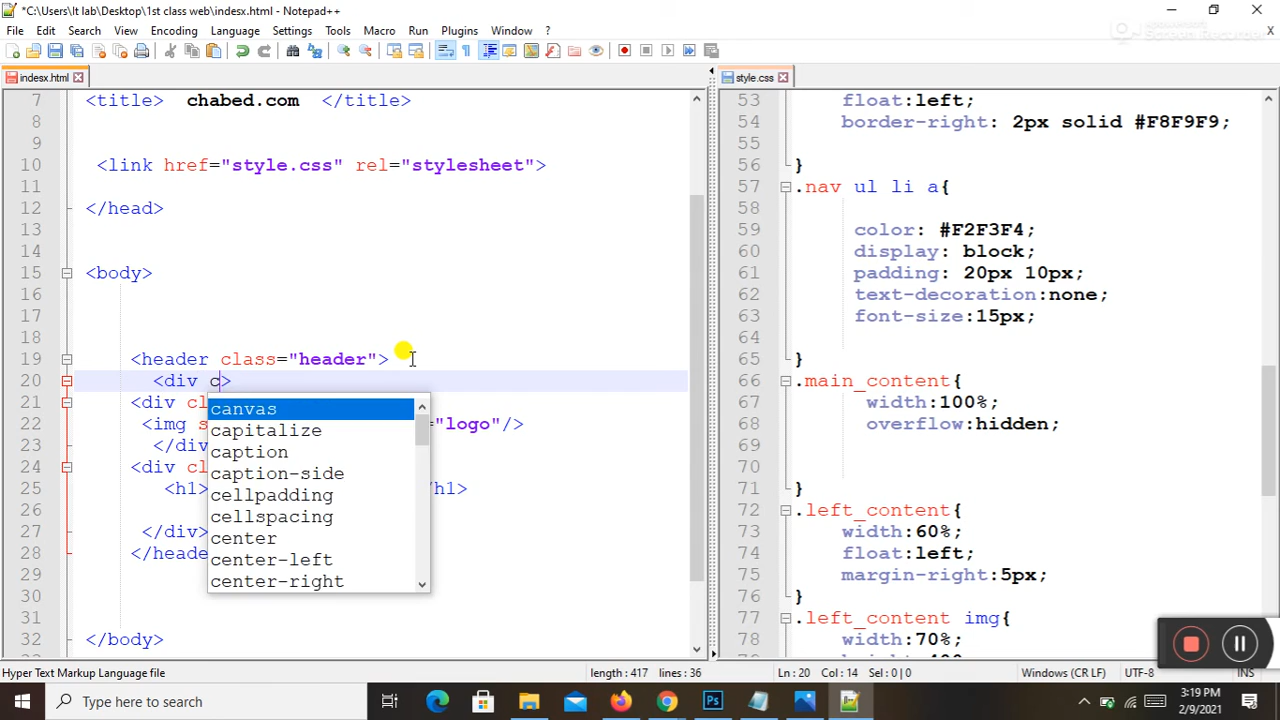 *C:\Users\It lab\Desktop\1st class web\indesx.html - Notepad++
File Edit Search View Encoding Language Settings Tools Macro Run Plugins Window ?
X
indesx.html
style.css
7 <title> chabed.com </title>
8
9
10 <link href="style.css" rel="stylesheet">
11
12 </head>
13
14
15 <body>
16
17
18
19 <header class="header">
20 <div c>
21 <div cl
22 <img s ="logo"/>
23 </div
24 <div cl
25 <h1> /h1>
26
27 </div>
28 </heade
29
30
31
32 </body>
canvas
capitalize
caption
caption-side
cellpadding
cellspacing
center
center-left
center-right
53 float:left;
54 border-right: 2px solid #F8F9F9;
55
56 }
57 .nav ul li a{
58
59 color: #F2F3F4;
60 display: block;
61 padding: 20px 10px;
62 text-decoration:none;
63 font-size:15px;
64
65 }
66 .main_content{
67 width:100%;
68 overflow:hidden;
69
70
71 }
72 .left_content{
73 width:60%;
74 float:left;
75 margin-right:5px;
76 }
77 .left_content img{
78 width:70%;
Hyper Text Markup Language file length : 417 lines : 36 Ln : 20 Col : 14 Sel : 0 | 0 Windows (CR LF) UTF-8 INS
Type here to search
Ps
3:19 PM
2/9/2021